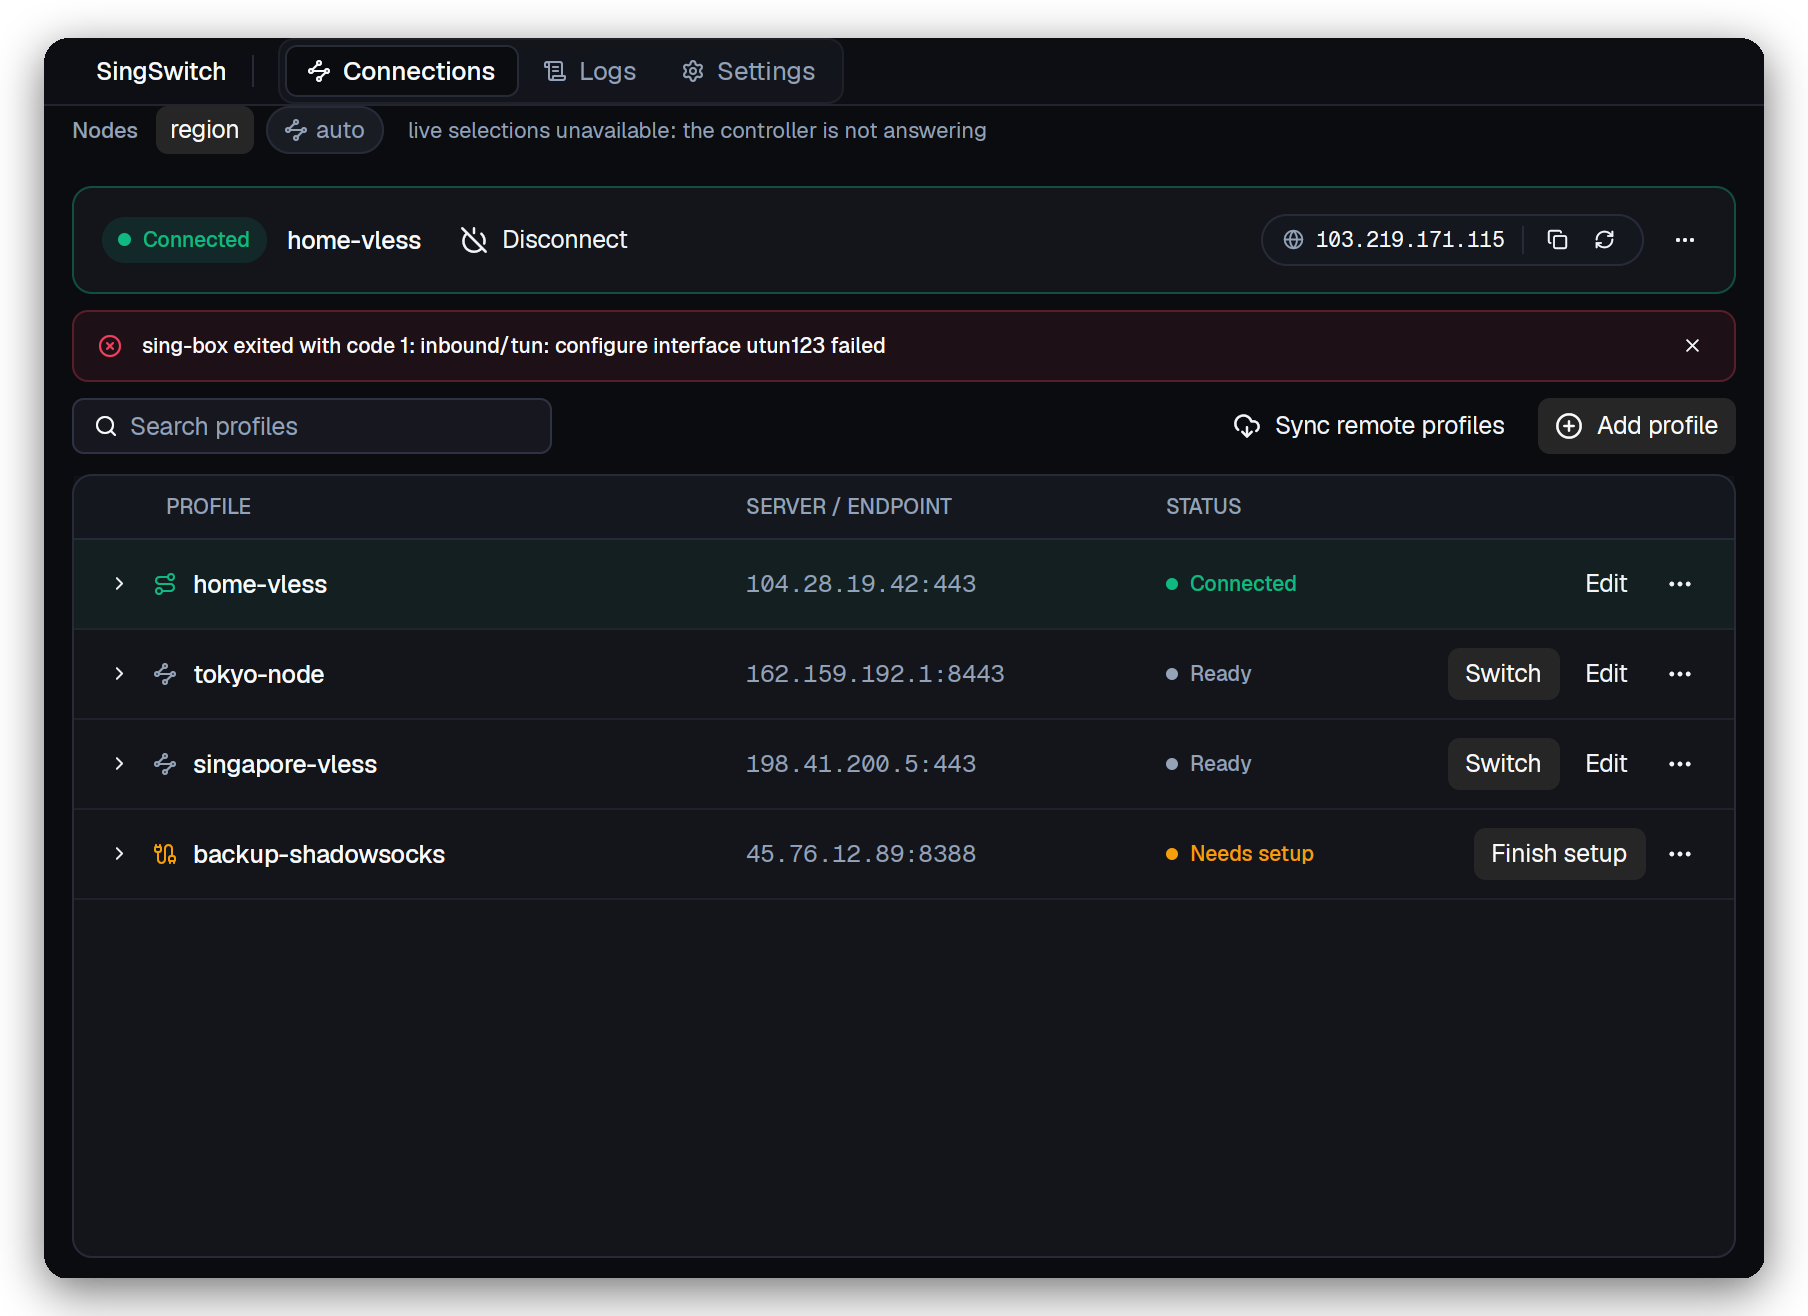 SingSwitch
Connections
Logs
Settings
Nodes
region
auto
live selections unavailable: the controller is not answering
Connected
home-vless
Disconnect
103.219.171.115
sing-box exited with code 1: inbound/tun: configure interface utun123 failed
Search profiles
Sync remote profiles
Add profile
PROFILE
SERVER / ENDPOINT
STATUS
home-vless
104.28.19.42:443
Connected
Edit
tokyo-node
162.159.192.1:8443
Ready
Switch
Edit
singapore-vless
198.41.200.5:443
Ready
Switch
Edit
backup-shadowsocks
45.76.12.89:8388
Needs setup
Finish setup